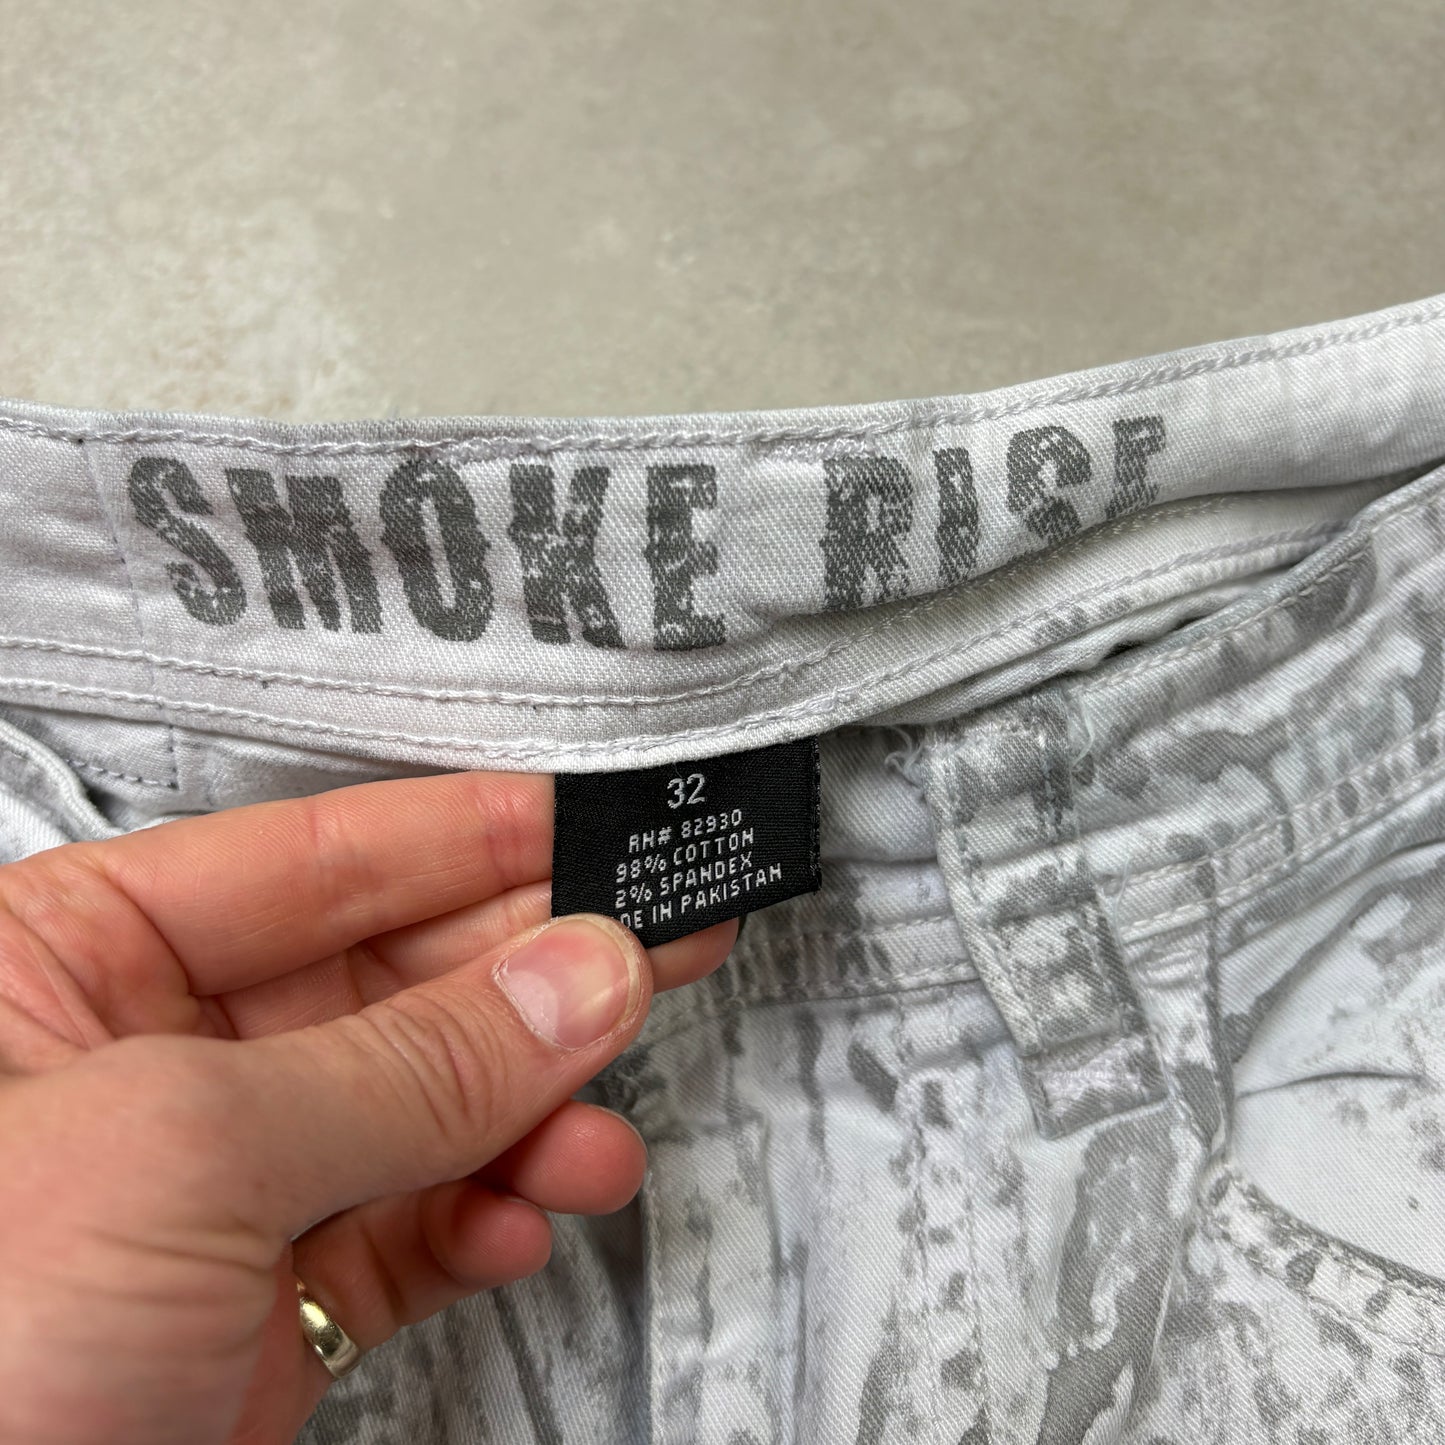 SMOKE RISE
32
RN# 82930
98% COTTON
2% SPANDEX
DE IN PAKISTAN